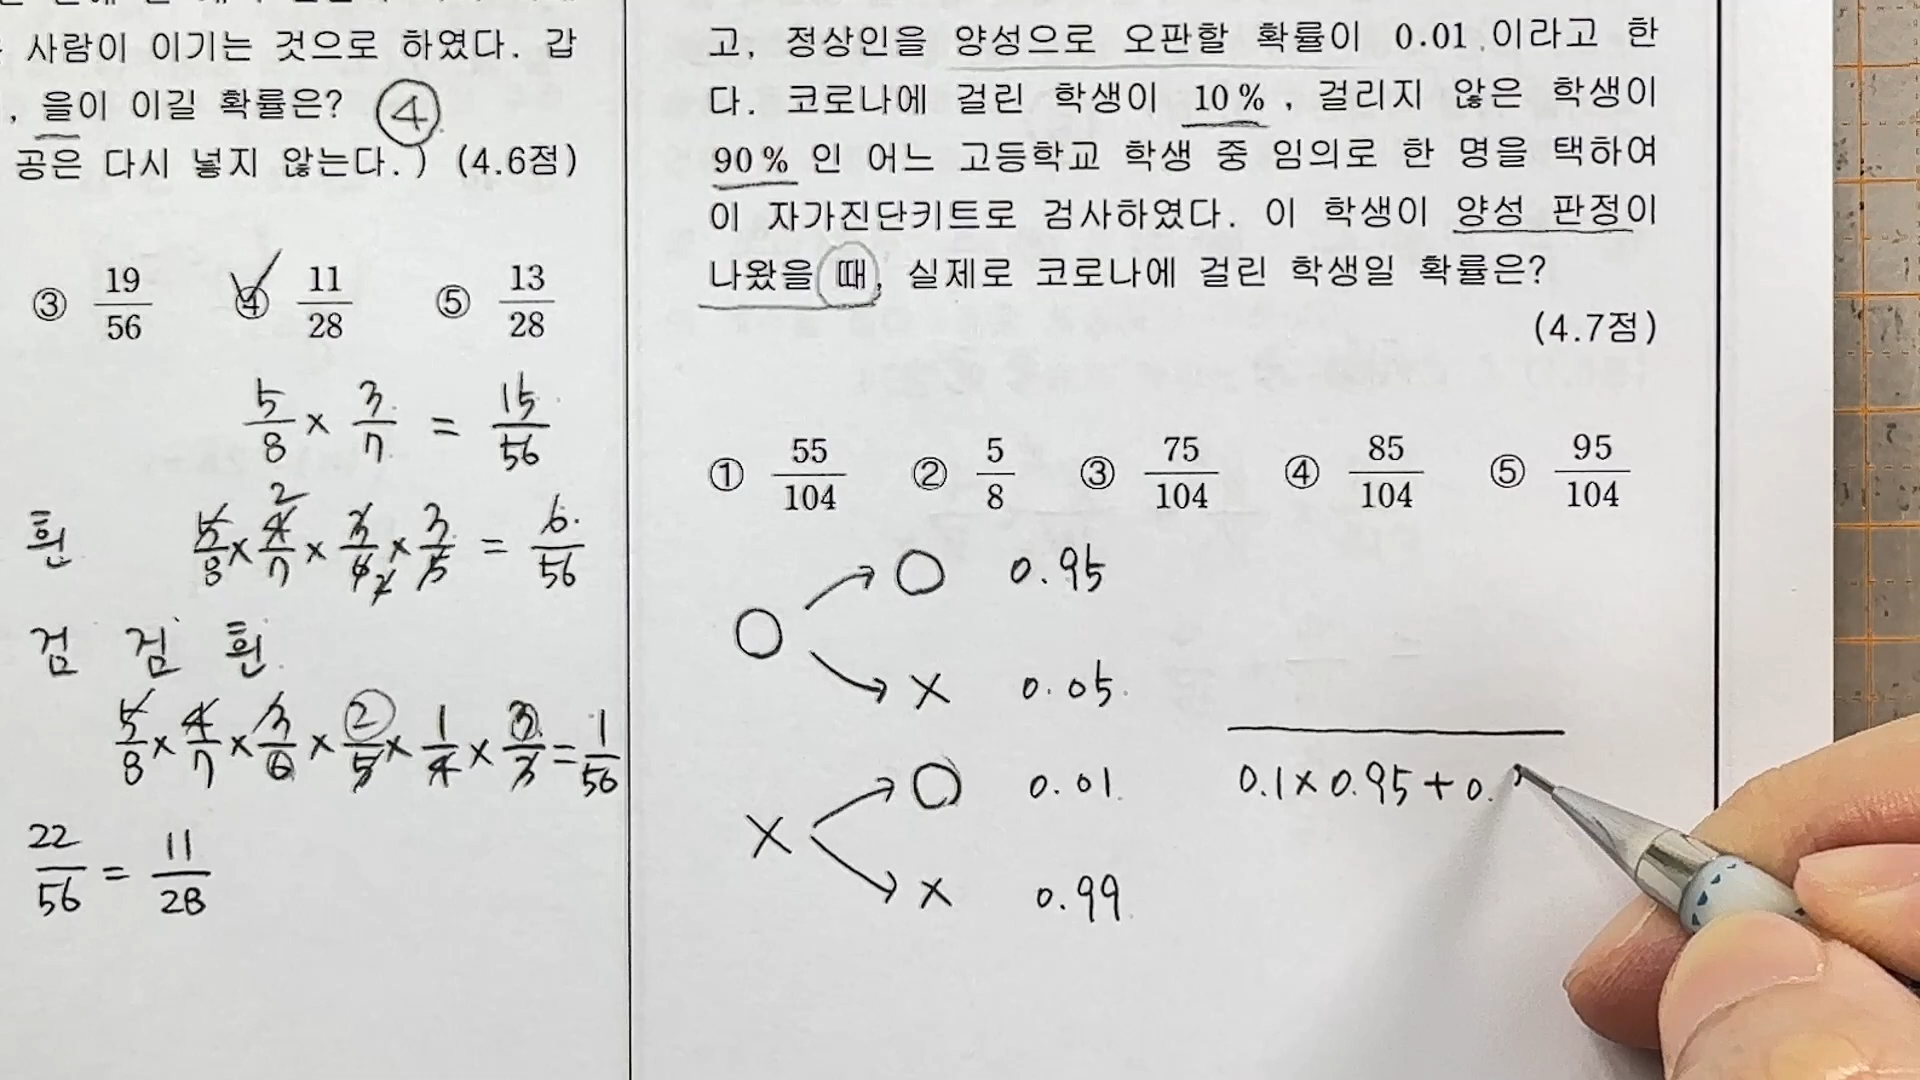 사람이 이기는 것으로 하였다. 갑
, 을이 이길 확률은? ④
공은 다시 넣지 않는다.) (4.6점)
③ 19/56 ④ 11/28 ⑤ 13/28
5/8 × 3/7 = 15/56
흰 5/8 × 4/7 × 3/6 × 3/5 = 6/56
2
2
검 검 흰
5/8 × 4/7 × 3/6 × 2/5 × 1/4 × 3/3 = 1/56
22/56 = 11/28
고, 정상인을 양성으로 오판할 확률이 0.01 이라고 한
다. 코로나에 걸린 학생이 10 %, 걸리지 않은 학생이
90 % 인 어느 고등학교 학생 중 임의로 한 명을 택하여
이 자가진단키트로 검사하였다. 이 학생이 양성 판정이
나왔을 때, 실제로 코로나에 걸린 학생일 확률은?
(4.7점)
① 55/104 ② 5/8 ③ 75/104 ④ 85/104 ⑤ 95/104
O → O 0.95
→ × 0.05
× → O 0.01
→ × 0.99
0.1 × 0.95 + 0.